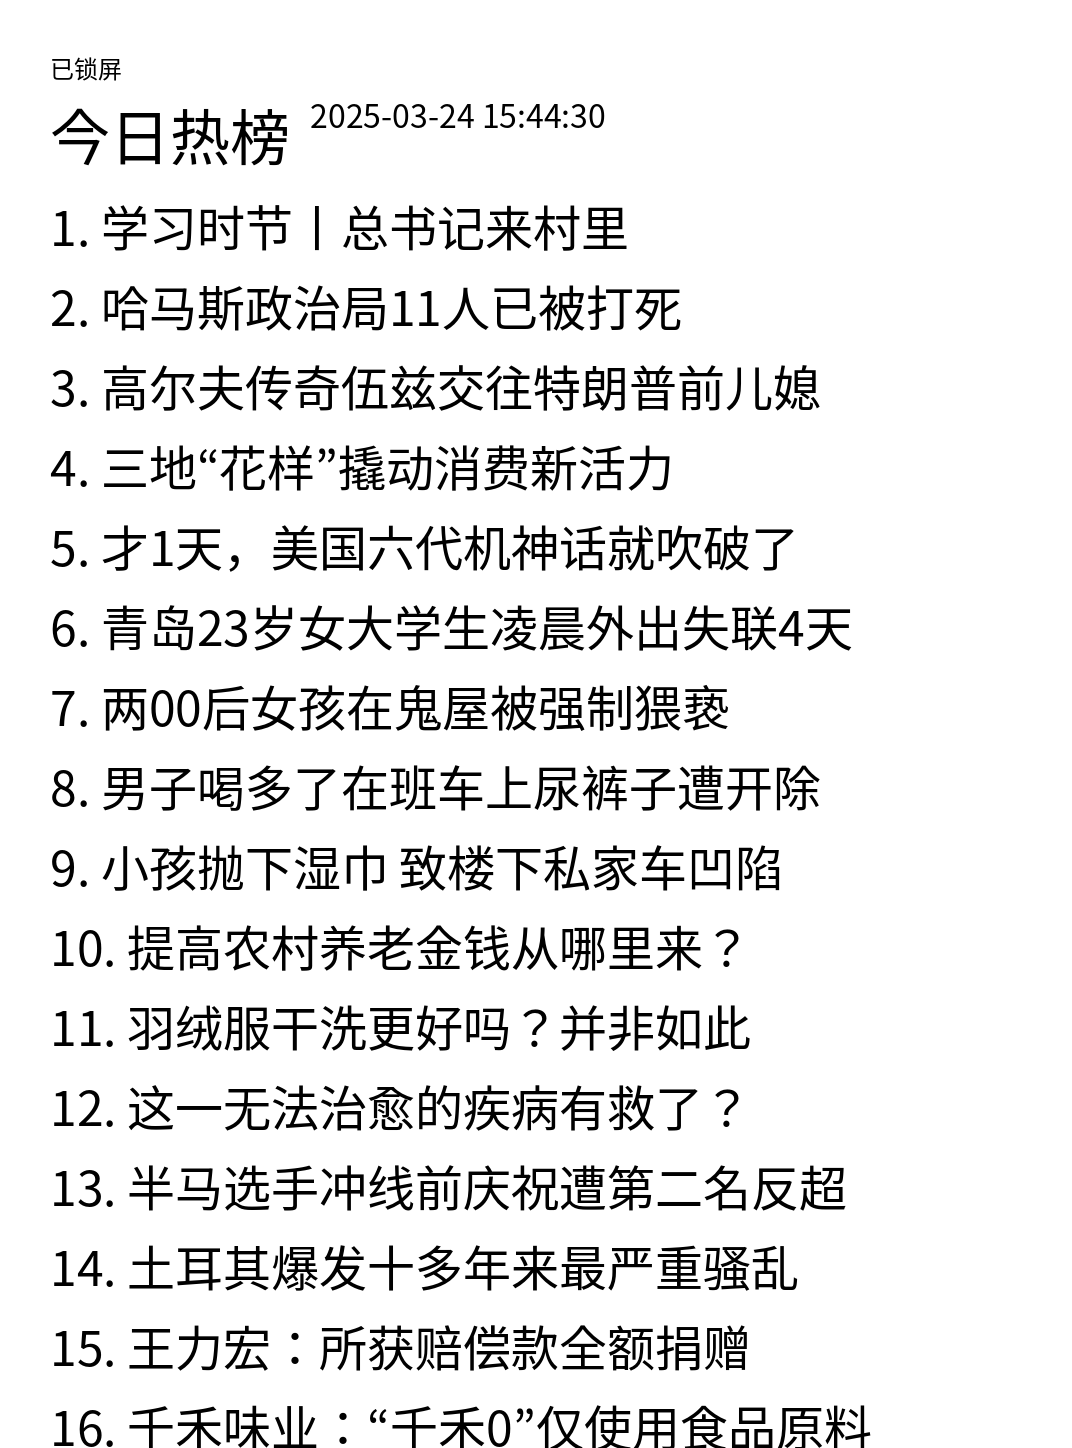 已锁屏
今日热榜 2025-03-24 15:44:30
1. 学习时节丨总书记来村里
2. 哈马斯政治局11人已被打死
3. 高尔夫传奇伍兹交往特朗普前儿媳
4. 三地“花样”撬动消费新活力
5. 才1天，美国六代机神话就吹破了
6. 青岛23岁女大学生凌晨外出失联4天
7. 两00后女孩在鬼屋被强制猥亵
8. 男子喝多了在班车上尿裤子遭开除
9. 小孩抛下湿巾 致楼下私家车凹陷
10. 提高农村养老金钱从哪里来？
11. 羽绒服干洗更好吗？并非如此
12. 这一无法治愈的疾病有救了？
13. 半马选手冲线前庆祝遭第二名反超
14. 土耳其爆发十多年来最严重骚乱
15. 王力宏：所获赔偿款全额捐赠
16. 千禾味业：“千禾0”仅使用食品原料